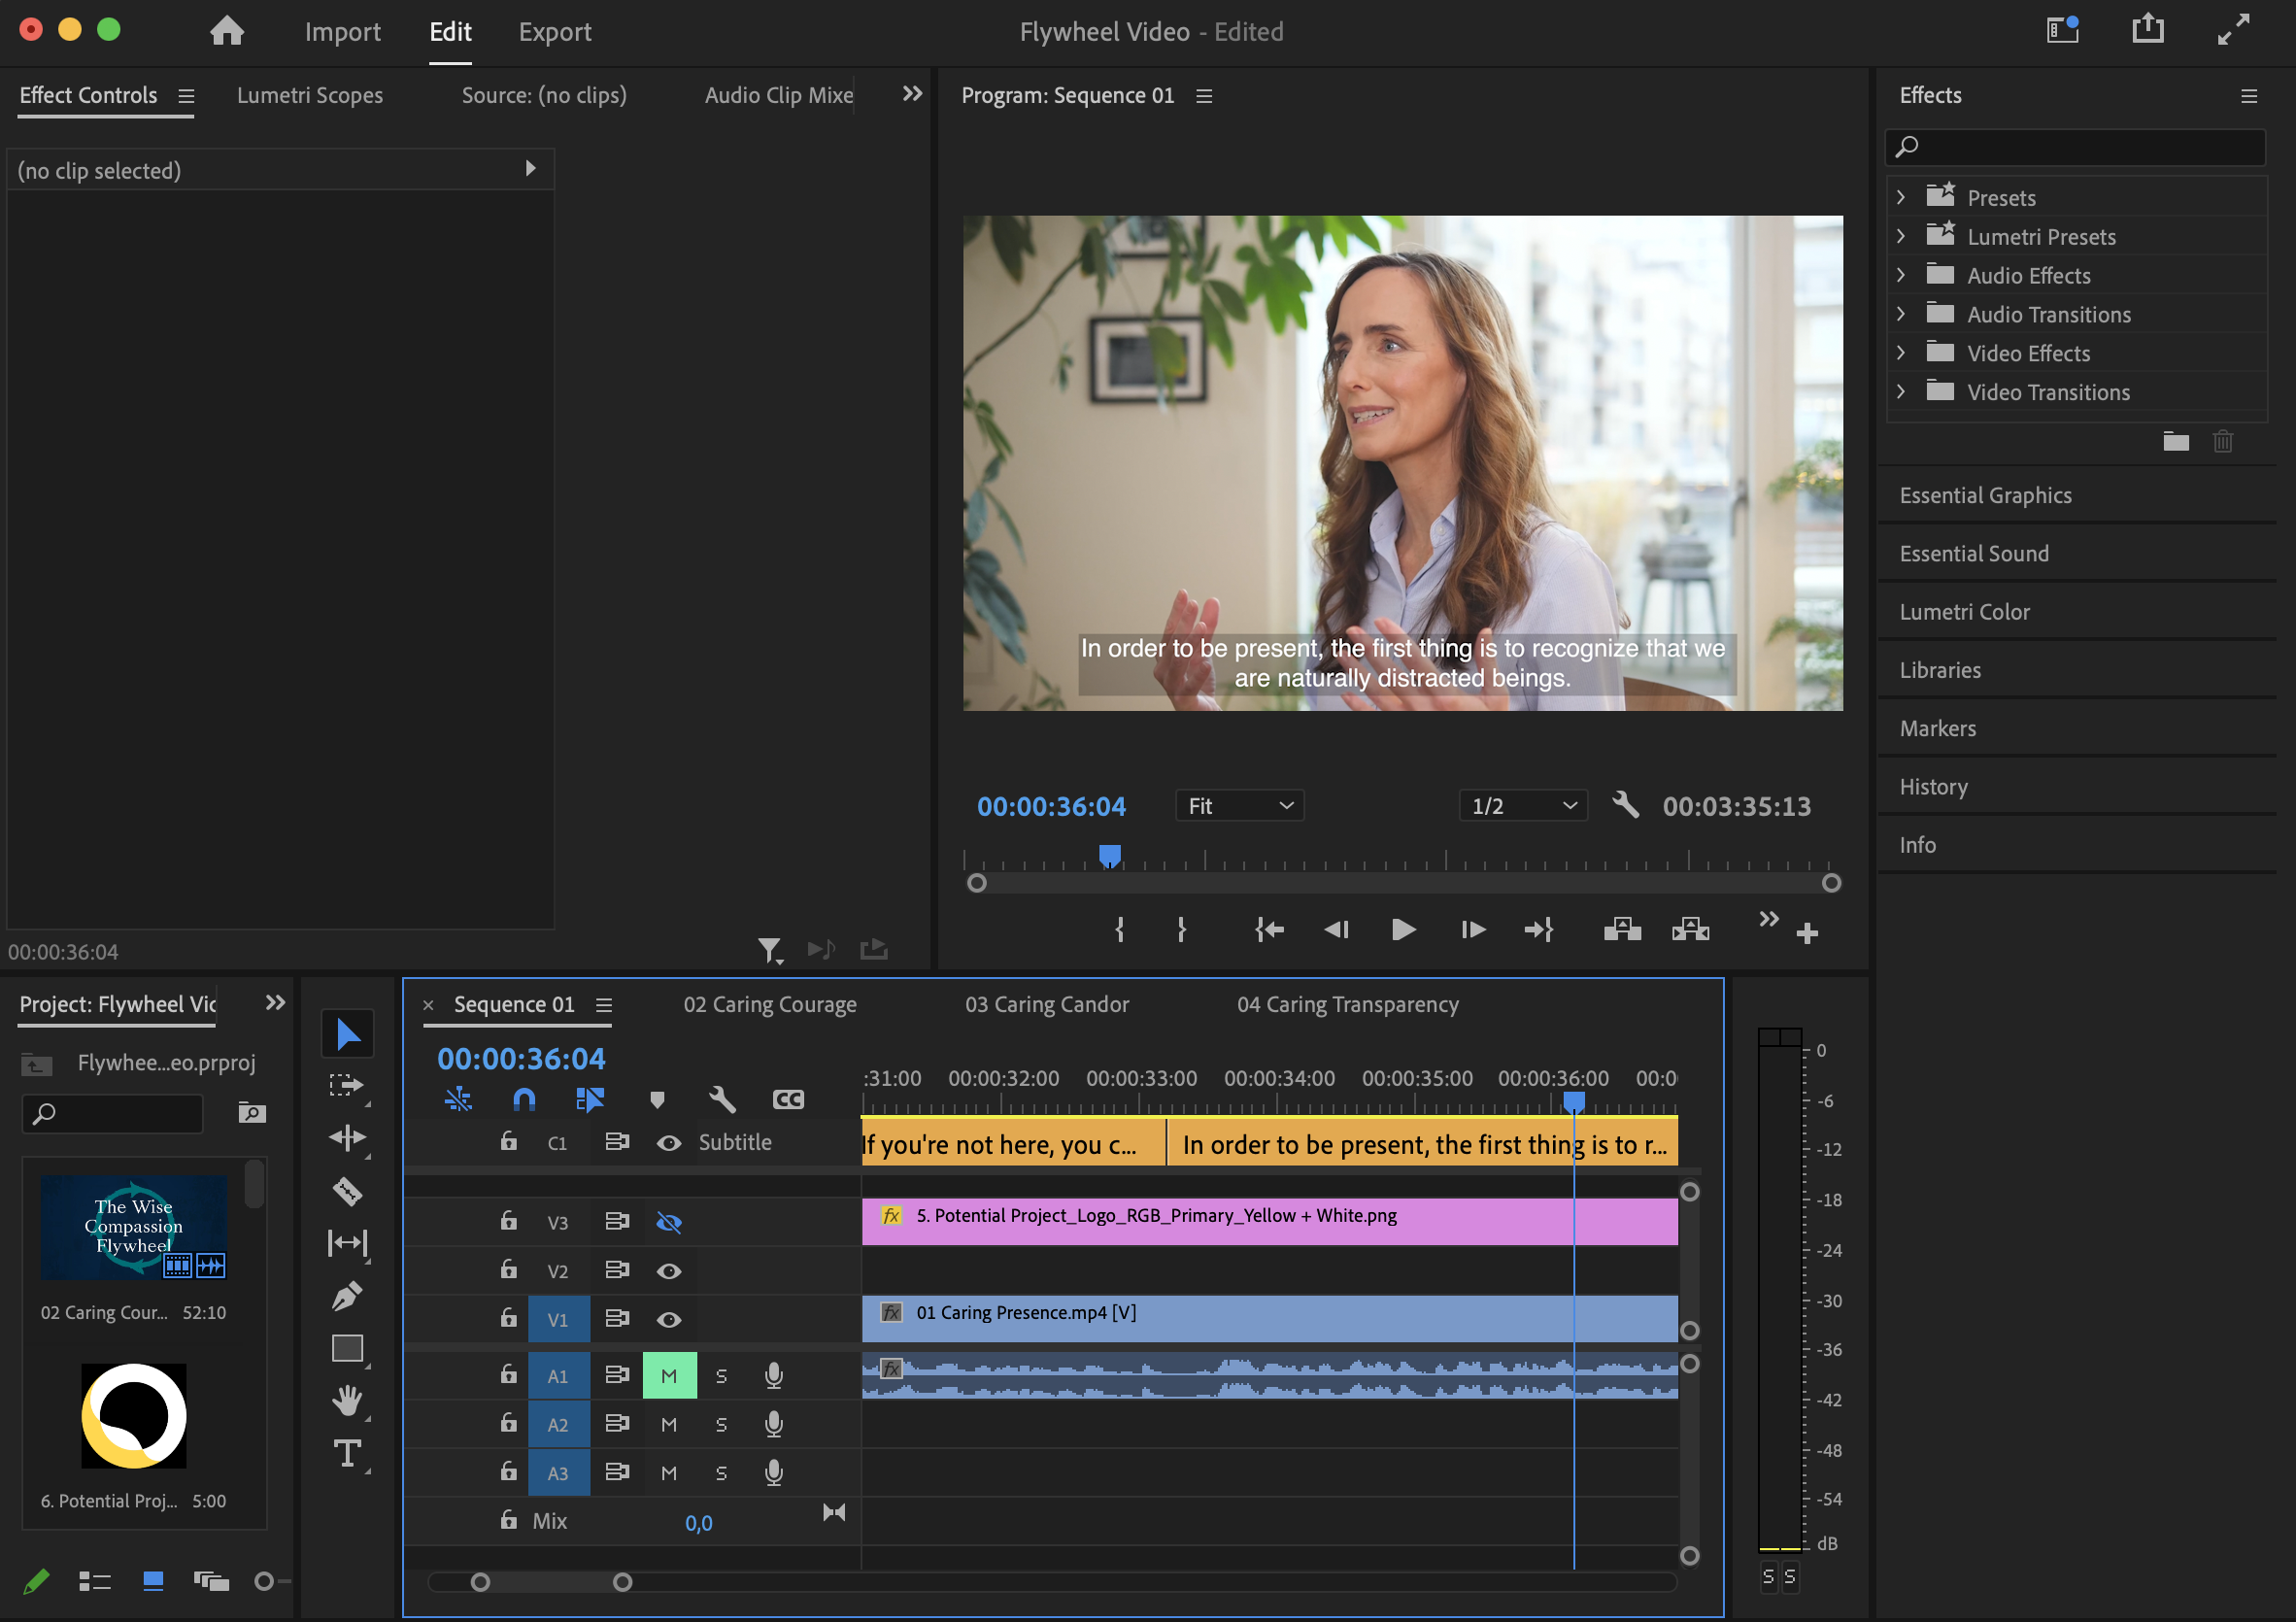 Import
Edit
Export
Flywheel Video - Edited
Effect Controls
Lumetri Scopes
Source: (no clips)
Audio Clip Mixe
Program: Sequence 01
Effects
(no clip selected)
Presets
Lumetri Presets
Audio Effects
Audio Transitions
Video Effects
Video Transitions
Essential Graphics
Essential Sound
Lumetri Color
Libraries
Markers
History
Info
In order to be present, the first thing is to recognize that we
are naturally distracted beings.
00:00:36:04
Fit
1/2
00:03:35:13
00:00:36:04
Project: Flywheel Vid
Flywhee...eo.prproj
The Wise
Compassion
Flywheel
02 Caring Cour... 52:10
6. Potential Proj... 5:00
Sequence 01
02 Caring Courage
03 Caring Candor
04 Caring Transparency
00:00:36:04
:31:00 00:00:32:00 00:00:33:00 00:00:34:00 00:00:35:00 00:00:36:00 00:0
CC
C1 Subtitle
If you're not here, you c...
In order to be present, the first thing is to r...
V3
fx 5. Potential Project_Logo_RGB_Primary_Yellow + White.png
V2
V1
fx 01 Caring Presence.mp4 [V]
A1 M S
fx
A2 M S
A3 M S
Mix 0,0
0
-6
-12
-18
-24
-30
-36
-42
-48
-54
dB
S S